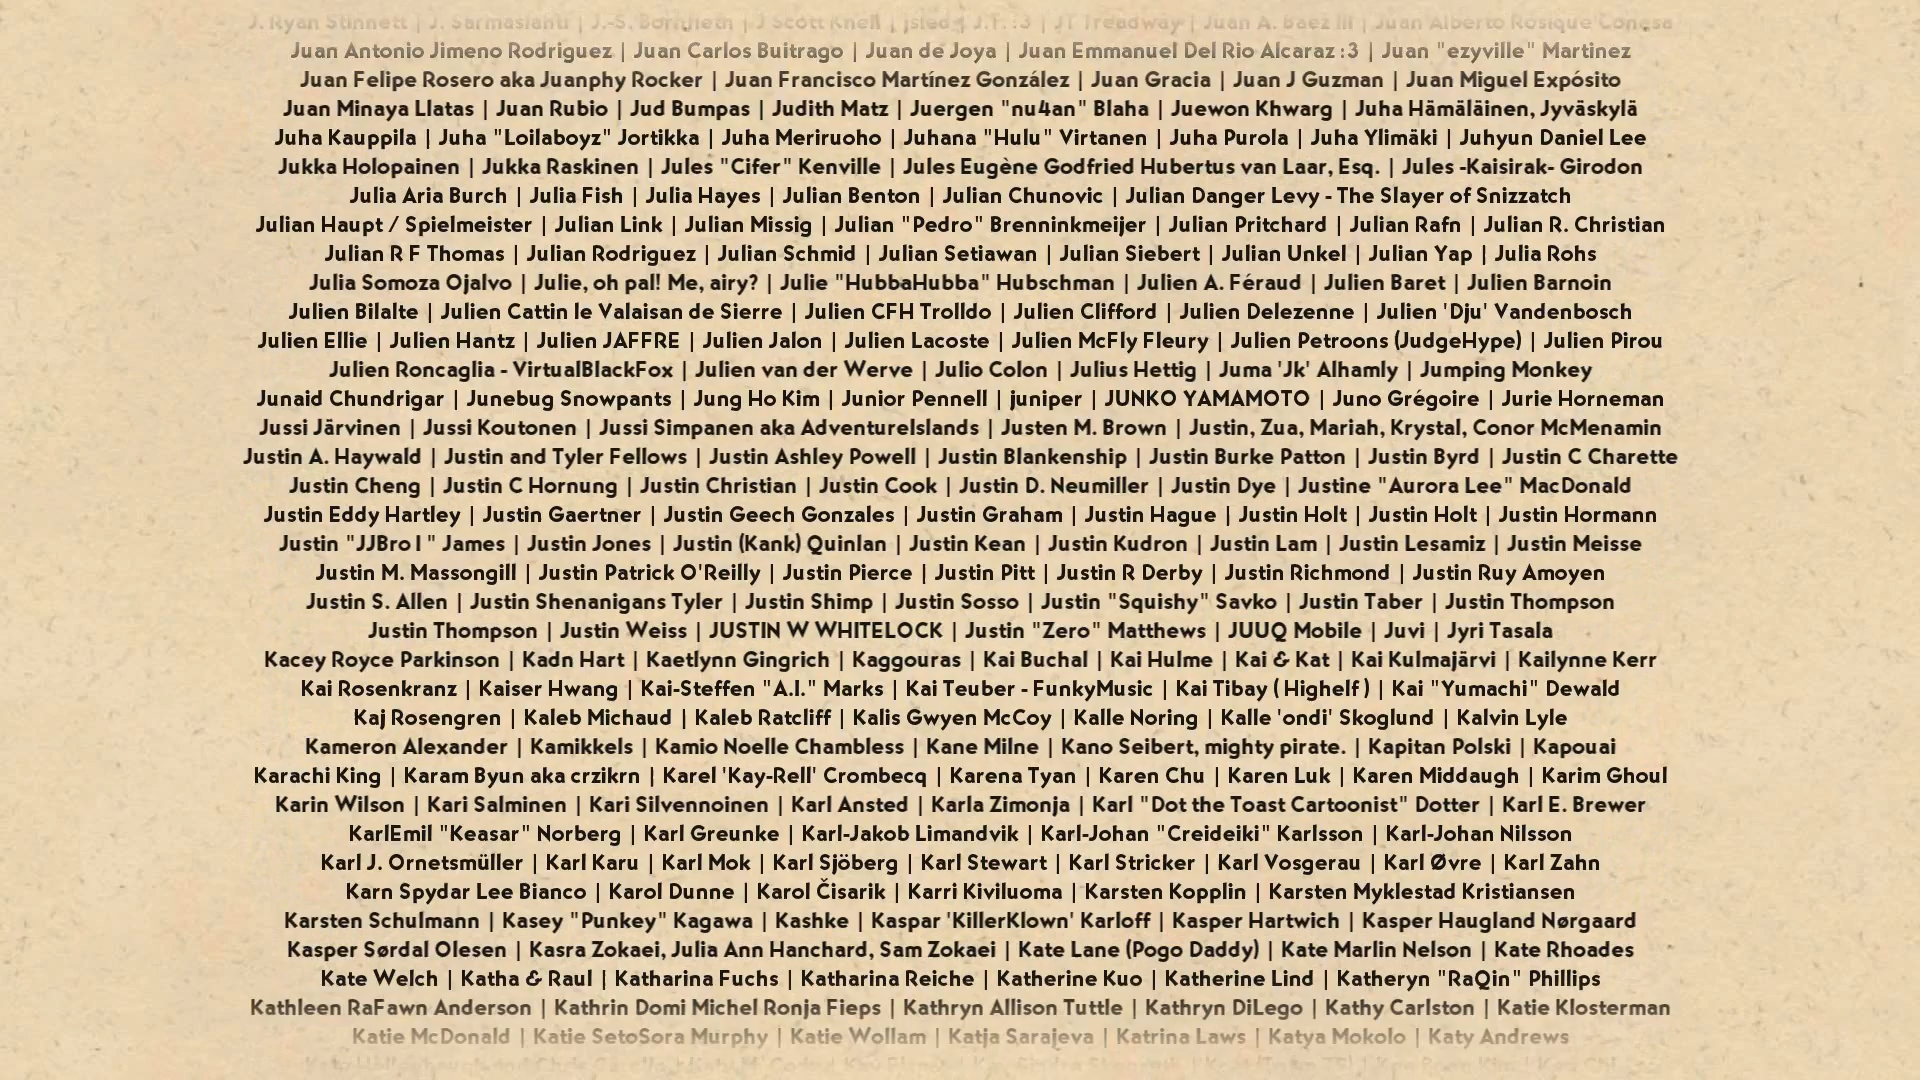 J. Ryan Stinnett | J. Sarmasianti | J.-S. | J Scott Knell | jsled | J.T. :3 | JT Treadway | Juan A. Baez III | Juan Alberto Rosique Conesa
Juan Antonio Jimeno Rodriguez | Juan Carlos Buitrago | Juan de Joya | Juan Emmanuel Del Rio Alcaraz :3 | Juan "ezyville" Martinez
Juan Felipe Rosero aka Juanphy Rocker | Juan Francisco Martínez González | Juan Gracia | Juan J Guzman | Juan Miguel Expósito
Juan Minaya Llatas | Juan Rubio | Jud Bumpas | Judith Matz | Juergen "nu4an" Blaha | Juewon Khwarg | Juha Hämäläinen, Jyväskylä
Juha Kauppila | Juha "Loilaboyz" Jortikka | Juha Meriruoho | Juhana "Hulu" Virtanen | Juha Purola | Juha Ylimäki | Juhyun Daniel Lee
Jukka Holopainen | Jukka Raskinen | Jules "Cifer" Kenville | Jules Eugène Godfried Hubertus van Laar, Esq. | Jules -Kaisirak- Girodon
Julia Aria Burch | Julia Fish | Julia Hayes | Julian Benton | Julian Chunovic | Julian Danger Levy - The Slayer of Snizzatch
Julian Haupt / Spielmeister | Julian Link | Julian Missig | Julian "Pedro" Brenninkmeijer | Julian Pritchard | Julian Rafn | Julian R. Christian
Julian R F Thomas | Julian Rodriguez | Julian Schmid | Julian Setiawan | Julian Siebert | Julian Unkel | Julian Yap | Julia Rohs
Julia Somoza Ojalvo | Julie, oh pal! Me, airy? | Julie "HubbaHubba" Hubschman | Julien A. Féraud | Julien Baret | Julien Barnoin
Julien Bilalte | Julien Cattin le Valaisan de Sierre | Julien CFH Trolldo | Julien Clifford | Julien Delezenne | Julien 'Dju' Vandenbosch
Julien Ellie | Julien Hantz | Julien JAFFRE | Julien Jalon | Julien Lacoste | Julien McFly Fleury | Julien Petroons (JudgeHype) | Julien Pirou
Julien Roncaglia - VirtualBlackFox | Julien van der Werve | Julio Colon | Julius Hettig | Juma 'Jk' Alhamly | Jumping Monkey
Junaid Chundrigar | Junebug Snowpants | Jung Ho Kim | Junior Pennell | juniper | JUNKO YAMAMOTO | Juno Grégoire | Jurie Horneman
Jussi Järvinen | Jussi Koutonen | Jussi Simpanen aka AdventureIslands | Justen M. Brown | Justin, Zua, Mariah, Krystal, Conor McMenamin
Justin A. Haywald | Justin and Tyler Fellows | Justin Ashley Powell | Justin Blankenship | Justin Burke Patton | Justin Byrd | Justin C Charette
Justin Cheng | Justin C Hornung | Justin Christian | Justin Cook | Justin D. Neumiller | Justin Dye | Justine "Aurora Lee" MacDonald
Justin Eddy Hartley | Justin Gaertner | Justin Geech Gonzales | Justin Graham | Justin Hague | Justin Holt | Justin Holt | Justin Hormann
Justin "JJBro1" James | Justin Jones | Justin (Kank) Quinlan | Justin Kean | Justin Kudron | Justin Lam | Justin Lesamiz | Justin Meisse
Justin M. Massongill | Justin Patrick O'Reilly | Justin Pierce | Justin Pitt | Justin R Derby | Justin Richmond | Justin Ruy Amoyen
Justin S. Allen | Justin Shenanigans Tyler | Justin Shimp | Justin Sosso | Justin "Squishy" Savko | Justin Taber | Justin Thompson
Justin Thompson | Justin Weiss | JUSTIN W WHITELOCK | Justin "Zero" Matthews | JUUQ Mobile | Juvi | Jyri Tasala
Kacey Royce Parkinson | Kadn Hart | Kaetlynn Gingrich | Kaggouras | Kai Buchal | Kai Hulme | Kai & Kat | Kai Kulmajärvi | Kailynne Kerr
Kai Rosenkranz | Kaiser Hwang | Kai-Steffen "A.I." Marks | Kai Teuber - FunkyMusic | Kai Tibay ( Highelf ) | Kai "Yumachi" Dewald
Kaj Rosengren | Kaleb Michaud | Kaleb Ratcliff | Kalis Gwyen McCoy | Kalle Noring | Kalle 'ondi' Skoglund | Kalvin Lyle
Kameron Alexander | Kamikkels | Kamio Noelle Chambless | Kane Milne | Kano Seibert, mighty pirate. | Kapitan Polski | Kapouai
Karachi King | Karam Byun aka crzikrn | Karel 'Kay-Rell' Crombecq | Karena Tyan | Karen Chu | Karen Luk | Karen Middaugh | Karim Ghoul
Karin Wilson | Kari Salminen | Kari Silvennoinen | Karl Ansted | Karla Zimonja | Karl "Dot the Toast Cartoonist" Dotter | Karl E. Brewer
KarlEmil "Keasar" Norberg | Karl Greunke | Karl-Jakob Limandvik | Karl-Johan "Creideiki" Karlsson | Karl-Johan Nilsson
Karl J. Ornetsmüller | Karl Karu | Karl Mok | Karl Sjöberg | Karl Stewart | Karl Stricker | Karl Vosgerau | Karl Øvre | Karl Zahn
Karn Spydar Lee Bianco | Karol Dunne | Karol Čisarik | Karri Kiviluoma | Karsten Kopplin | Karsten Myklestad Kristiansen
Karsten Schulmann | Kasey "Punkey" Kagawa | Kashke | Kaspar 'KillerKlown' Karloff | Kasper Hartwich | Kasper Haugland Nørgaard
Kasper Sørdal Olesen | Kasra Zokaei, Julia Ann Hanchard, Sam Zokaei | Kate Lane (Pogo Daddy) | Kate Marlin Nelson | Kate Rhoades
Kate Welch | Katha & Raul | Katharina Fuchs | Katharina Reiche | Katherine Kuo | Katherine Lind | Katheryn "RaQin" Phillips
Kathleen RaFawn Anderson | Kathrin Domi Michel Ronja Fieps | Kathryn Allison Tuttle | Kathryn DiLego | Kathy Carlston | Katie Klosterman
Katie McDonald | Katie SetoSora Murphy | Katie Wollam | Katja Sarajeva | Katrina Laws | Katya Mokolo | Katy Andrews